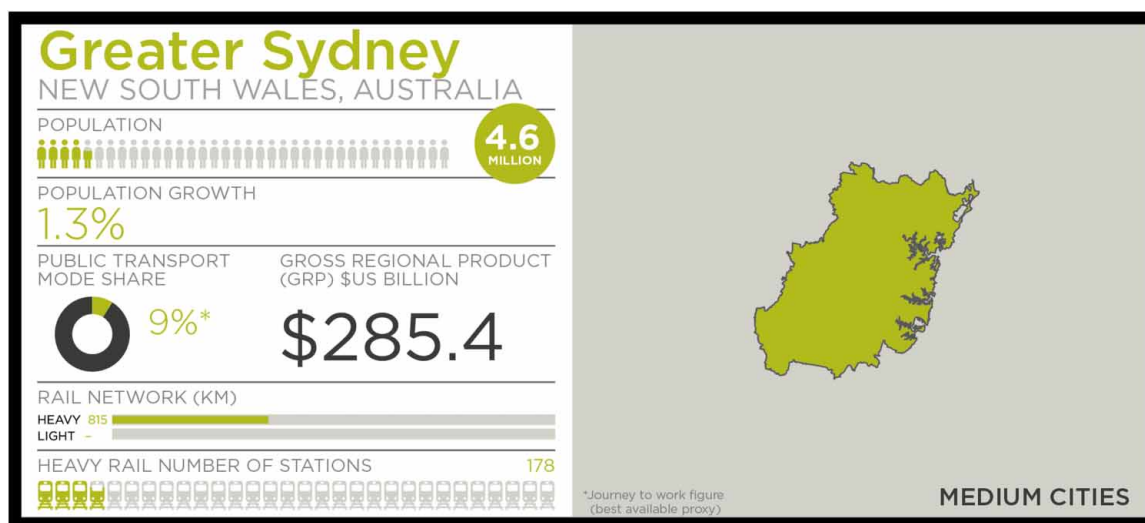 Greater Sydney
NEW SOUTH WALES, AUSTRALIA
POPULATION
4.6
MILLION
POPULATION GROWTH
1.3%
PUBLIC TRANSPORT
MODE SHARE
9%*
GROSS REGIONAL PRODUCT
(GRP) $US BILLION
$285.4
RAIL NETWORK (KM)
HEAVY 815
LIGHT –
HEAVY RAIL NUMBER OF STATIONS 178
*Journey to work figure
(best available proxy)
MEDIUM CITIES